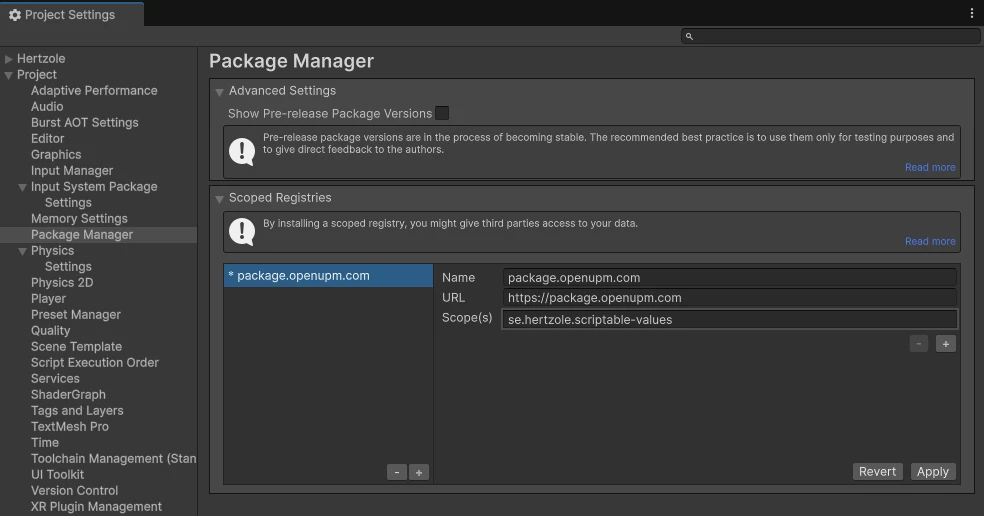 Project Settings
Hertzole
Project
Adaptive Performance
Audio
Burst AOT Settings
Editor
Graphics
Input Manager
Input System Package
Settings
Memory Settings
Package Manager
Physics
Settings
Physics 2D
Player
Preset Manager
Quality
Scene Template
Script Execution Order
Services
ShaderGraph
Tags and Layers
TextMesh Pro
Time
Toolchain Management (Stan
UI Toolkit
Version Control
XR Plugin Management
Package Manager
Advanced Settings
Show Pre-release Package Versions
Pre-release package versions are in the process of becoming stable. The recommended best practice is to use them only for testing purposes and
to give direct feedback to the authors.
Read more
Scoped Registries
By installing a scoped registry, you might give third parties access to your data.
Read more
* package.openupm.com
- +
Name package.openupm.com
URL https://package.openupm.com
Scope(s) se.hertzole.scriptable-values
- +
Revert Apply